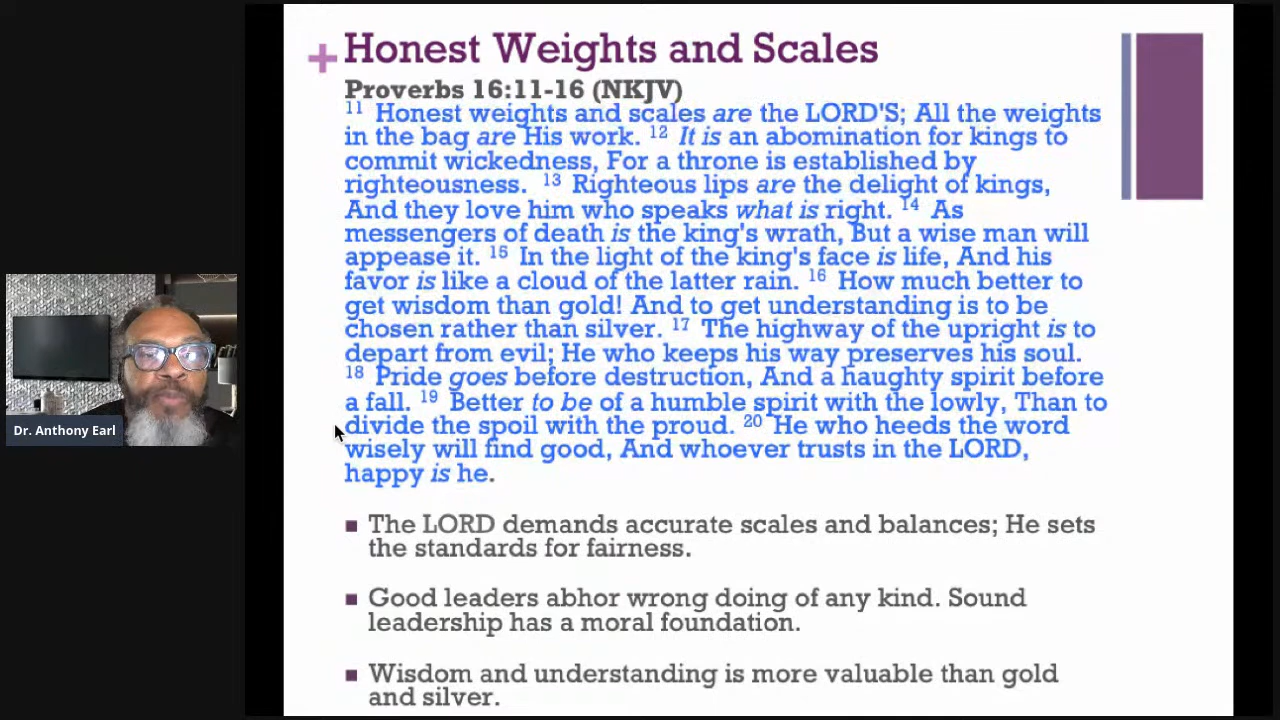 + Honest Weights and Scales
Proverbs 16:11-16 (NKJV)
11 Honest weights and scales are the LORD'S; All the weights
in the bag are His work. 12 It is an abomination for kings to
commit wickedness, For a throne is established by
righteousness. 13 Righteous lips are the delight of kings,
And they love him who speaks what is right. 14 As
messengers of death is the king's wrath, But a wise man will
appease it. 15 In the light of the king's face is life, And his
favor is like a cloud of the latter rain. 16 How much better to
get wisdom than gold! And to get understanding is to be
chosen rather than silver. 17 The highway of the upright is to
depart from evil; He who keeps his way preserves his soul.
18 Pride goes before destruction, And a haughty spirit before
a fall. 19 Better to be of a humble spirit with the lowly, Than to
divide the spoil with the proud. 20 He who heeds the word
wisely will find good, And whoever trusts in the LORD,
happy is he.
Dr. Anthony Earl
■ The LORD demands accurate scales and balances; He sets
the standards for fairness.
■ Good leaders abhor wrong doing of any kind. Sound
leadership has a moral foundation.
■ Wisdom and understanding is more valuable than gold
and silver.